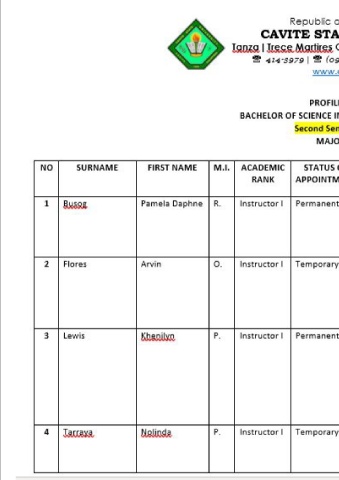 Republic o
CAVITE STA
Tanza | Trece Martires C
☎ 414-3979 | ☎ (09
www.
PROFIL
BACHELOR OF SCIENCE IN
Second Sem
MAJO
NO SURNAME FIRST NAME M.I. ACADEMIC RANK STATUS O APPOINTM
1 Busog Pamela Daphne R. Instructor I Permanent
2 Flores Arvin O. Instructor I Temporary
3 Lewis Khenilyn P. Instructor I Permanent
4 Tarraya Nolinda P. Instructor I Temporary